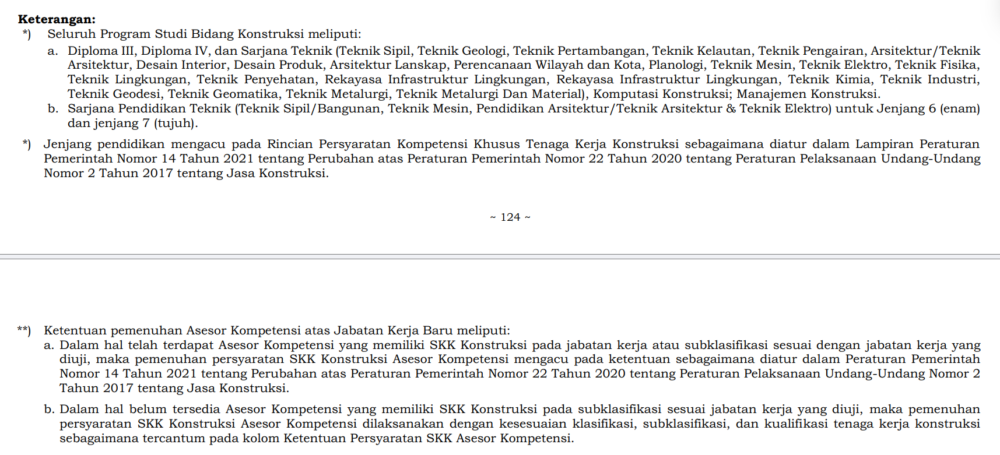 Keterangan:
*) Seluruh Program Studi Bidang Konstruksi meliputi:
a. Diploma III, Diploma IV, dan Sarjana Teknik (Teknik Sipil, Teknik Geologi, Teknik Pertambangan, Teknik Kelautan, Teknik Pengairan, Arsitektur/Teknik
Arsitektur, Desain Interior, Desain Produk, Arsitektur Lanskap, Perencanaan Wilayah dan Kota, Planologi, Teknik Mesin, Teknik Elektro, Teknik Fisika,
Teknik Lingkungan, Teknik Penyehatan, Rekayasa Infrastruktur Lingkungan, Rekayasa Infrastruktur Lingkungan, Teknik Kimia, Teknik Industri,
Teknik Geodesi, Teknik Geomatika, Teknik Metalurgi, Teknik Metalurgi Dan Material), Komputasi Konstruksi; Manajemen Konstruksi.
b. Sarjana Pendidikan Teknik (Teknik Sipil/Bangunan, Teknik Mesin, Pendidikan Arsitektur/Teknik Arsitektur & Teknik Elektro) untuk Jenjang 6 (enam)
dan jenjang 7 (tujuh).
*) Jenjang pendidikan mengacu pada Rincian Persyaratan Kompetensi Khusus Tenaga Kerja Konstruksi sebagaimana diatur dalam Lampiran Peraturan
Pemerintah Nomor 14 Tahun 2021 tentang Perubahan atas Peraturan Pemerintah Nomor 22 Tahun 2020 tentang Peraturan Pelaksanaan Undang-Undang
Nomor 2 Tahun 2017 tentang Jasa Konstruksi.
~ 124 ~
**) Ketentuan pemenuhan Asesor Kompetensi atas Jabatan Kerja Baru meliputi:
a. Dalam hal telah terdapat Asesor Kompetensi yang memiliki SKK Konstruksi pada jabatan kerja atau subklasifikasi sesuai dengan jabatan kerja yang
diuji, maka pemenuhan persyaratan SKK Konstruksi Asesor Kompetensi mengacu pada ketentuan sebagaimana diatur dalam Peraturan Pemerintah
Nomor 14 Tahun 2021 tentang Perubahan atas Peraturan Pemerintah Nomor 22 Tahun 2020 tentang Peraturan Pelaksanaan Undang-Undang Nomor 2
Tahun 2017 tentang Jasa Konstruksi.
b. Dalam hal belum tersedia Asesor Kompetensi yang memiliki SKK Konstruksi pada subklasifikasi sesuai jabatan kerja yang diuji, maka pemenuhan
persyaratan SKK Konstruksi Asesor Kompetensi dilaksanakan dengan kesesuaian klasifikasi, subklasifikasi, dan kualifikasi tenaga kerja konstruksi
sebagaimana tercantum pada kolom Ketentuan Persyaratan SKK Asesor Kompetensi.